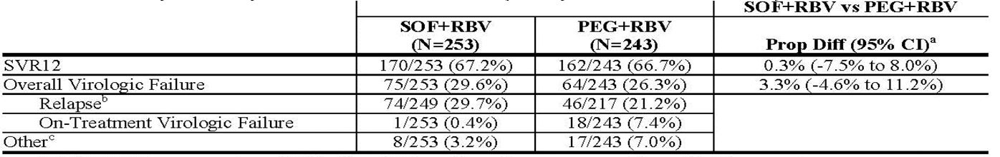 SOF+RBV vs PEG+RBV
SOF+RBV PEG+RBV
(N=253) (N=243) Prop Diff (95% CI)a
SVR12 170/253 (67.2%) 162/243 (66.7%) 0.3% (-7.5% to 8.0%)
Overall Virologic Failure 75/253 (29.6%) 64/243 (26.3%) 3.3% (-4.6% to 11.2%)
Relapseb 74/249 (29.7%) 46/217 (21.2%)
On-Treatment Virologic Failure 1/253 (0.4%) 18/243 (7.4%)
Otherc 8/253 (3.2%) 17/243 (7.0%)